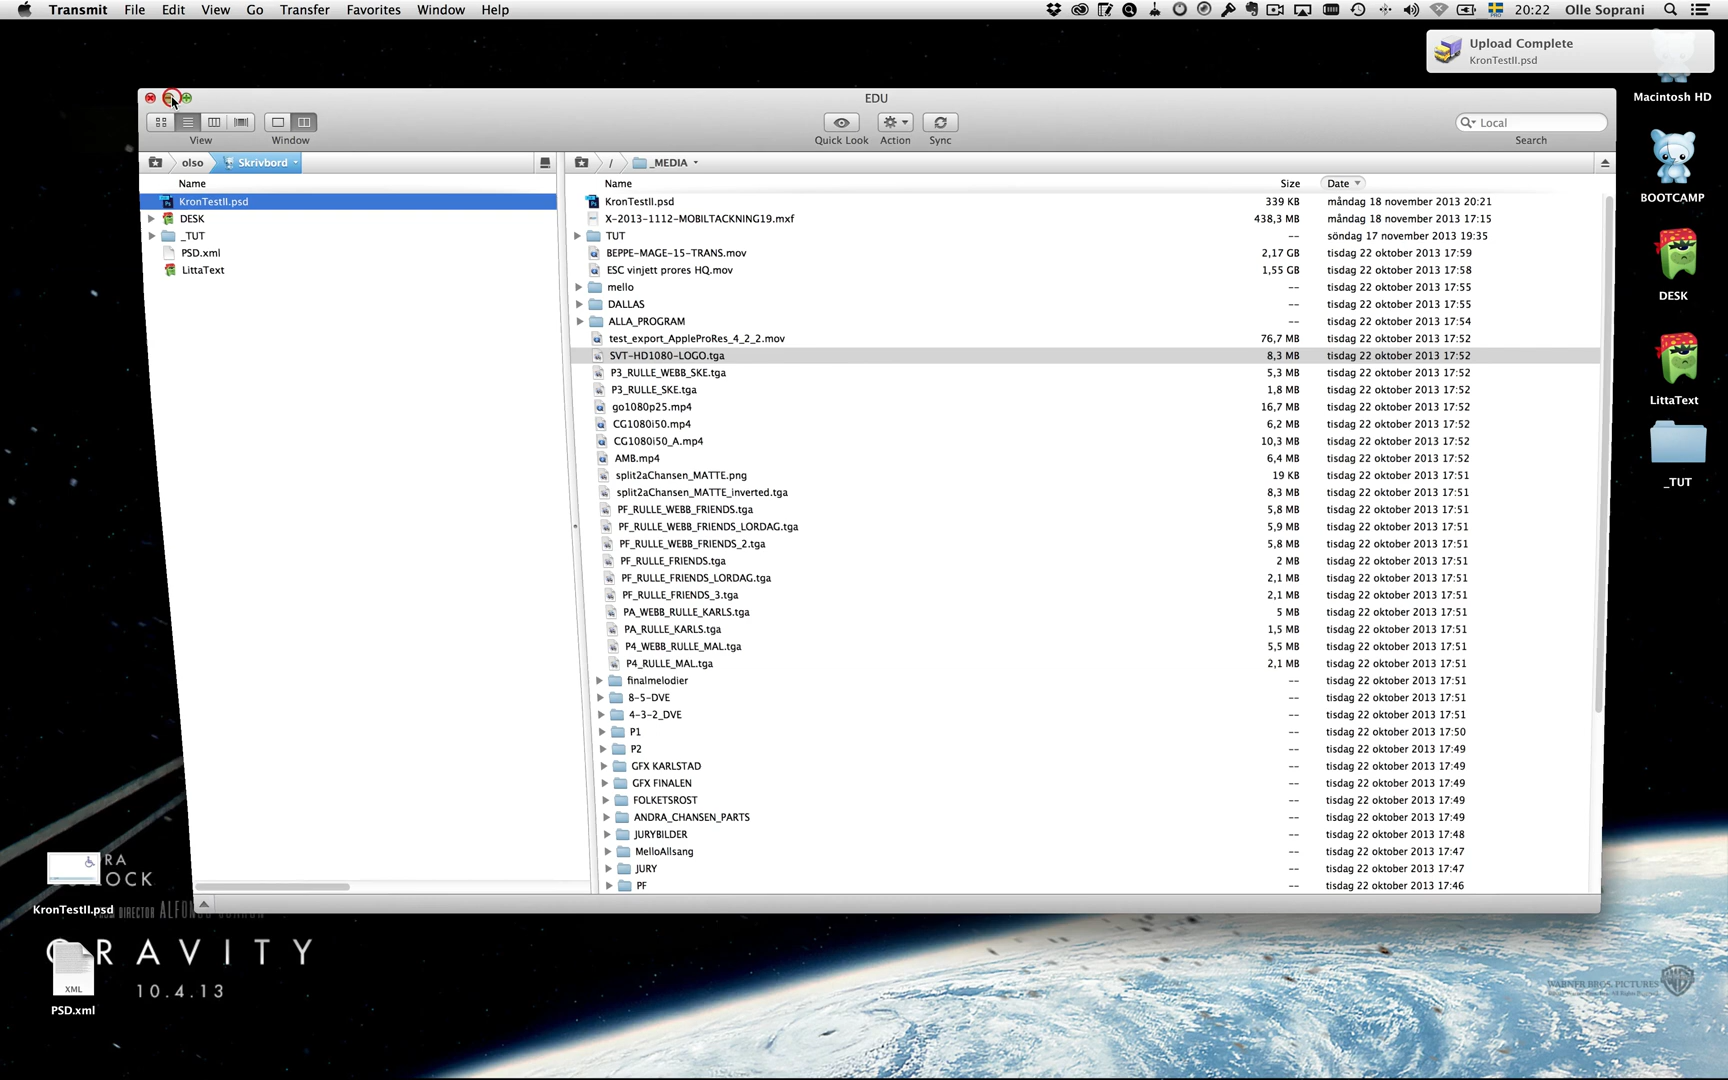 Transmit File Edit View Go Transfer Favorites Window Help 20:22 Olle Soprani
Upload Complete
KronTestII.psd
Macintosh HD
EDU
View Window Quick Look Action Sync Local Search
olso Skrivbord / _MEDIA
Name Name Size Date
KronTestII.psd KronTestII.psd 339 KB måndag 18 november 2013 20:21
DESK X-2013-1112-MOBILTACKNING19.mxf 438,3 MB måndag 18 november 2013 17:15
_TUT TUT -- söndag 17 november 2013 19:35
PSD.xml BEPPE-MAGE-15-TRANS.mov 2,17 GB tisdag 22 oktober 2013 17:59
LittaText ESC vinjett prores HQ.mov 1,55 GB tisdag 22 oktober 2013 17:58
mello -- tisdag 22 oktober 2013 17:55
DALLAS -- tisdag 22 oktober 2013 17:55
ALLA_PROGRAM -- tisdag 22 oktober 2013 17:54
test_export_AppleProRes_4_2_2.mov 76,7 MB tisdag 22 oktober 2013 17:52
SVT-HD1080-LOGO.tga 8,3 MB tisdag 22 oktober 2013 17:52
P3_RULLE_WEBB_SKE.tga 5,3 MB tisdag 22 oktober 2013 17:52
P3_RULLE_SKE.tga 1,8 MB tisdag 22 oktober 2013 17:52
go1080p25.mp4 16,7 MB tisdag 22 oktober 2013 17:52
CG1080i50.mp4 6,2 MB tisdag 22 oktober 2013 17:52
CG1080i50_A.mp4 10,3 MB tisdag 22 oktober 2013 17:52
AMB.mp4 6,4 MB tisdag 22 oktober 2013 17:52
split2aChansen_MATTE.png 19 KB tisdag 22 oktober 2013 17:51
split2aChansen_MATTE_inverted.tga 8,3 MB tisdag 22 oktober 2013 17:51
PF_RULLE_WEBB_FRIENDS.tga 5,8 MB tisdag 22 oktober 2013 17:51
PF_RULLE_WEBB_FRIENDS_LORDAG.tga 5,9 MB tisdag 22 oktober 2013 17:51
PF_RULLE_WEBB_FRIENDS_2.tga 5,8 MB tisdag 22 oktober 2013 17:51
PF_RULLE_FRIENDS.tga 2 MB tisdag 22 oktober 2013 17:51
PF_RULLE_FRIENDS_LORDAG.tga 2,1 MB tisdag 22 oktober 2013 17:51
PF_RULLE_FRIENDS_3.tga 2,1 MB tisdag 22 oktober 2013 17:51
PA_WEBB_RULLE_KARLS.tga 5 MB tisdag 22 oktober 2013 17:51
PA_RULLE_KARLS.tga 1,5 MB tisdag 22 oktober 2013 17:51
P4_WEBB_RULLE_MAL.tga 5,5 MB tisdag 22 oktober 2013 17:51
P4_RULLE_MAL.tga 2,1 MB tisdag 22 oktober 2013 17:51
finalmelodier -- tisdag 22 oktober 2013 17:51
8-5-DVE -- tisdag 22 oktober 2013 17:51
4-3-2_DVE -- tisdag 22 oktober 2013 17:51
P1 -- tisdag 22 oktober 2013 17:50
P2 -- tisdag 22 oktober 2013 17:49
GFX KARLSTAD -- tisdag 22 oktober 2013 17:49
GFX FINALEN -- tisdag 22 oktober 2013 17:49
FOLKETSROST -- tisdag 22 oktober 2013 17:49
ANDRA_CHANSEN_PARTS -- tisdag 22 oktober 2013 17:49
JURYBILDER -- tisdag 22 oktober 2013 17:48
MelloAllsang -- tisdag 22 oktober 2013 17:47
JURY -- tisdag 22 oktober 2013 17:47
PF -- tisdag 22 oktober 2013 17:46
BOOTCAMP
DESK
LittaText
_TUT
RA
LOCK
KronTestII.psd
DIRECTOR ALFONSO
GRAVITY
10.4.13
XML
PSD.xml
WARNER BROS. PICTURES